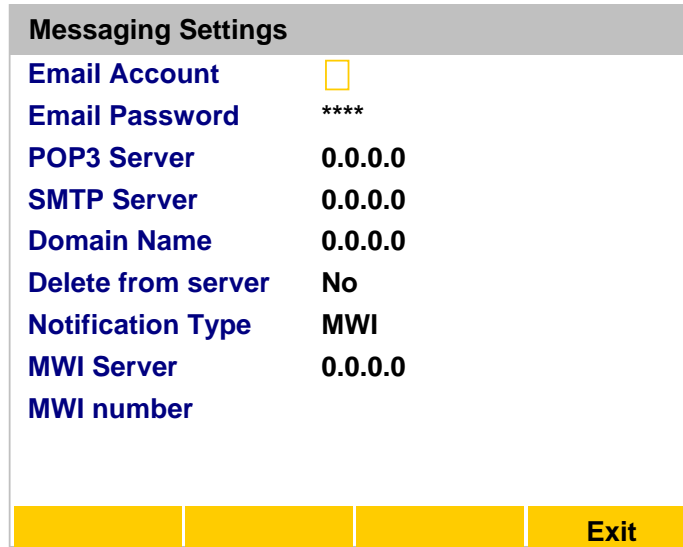 Messaging Settings
Email Account
Email Password ****
POP3 Server 0.0.0.0
SMTP Server 0.0.0.0
Domain Name 0.0.0.0
Delete from server No
Notification Type MWI
MWI Server 0.0.0.0
MWI number
Exit